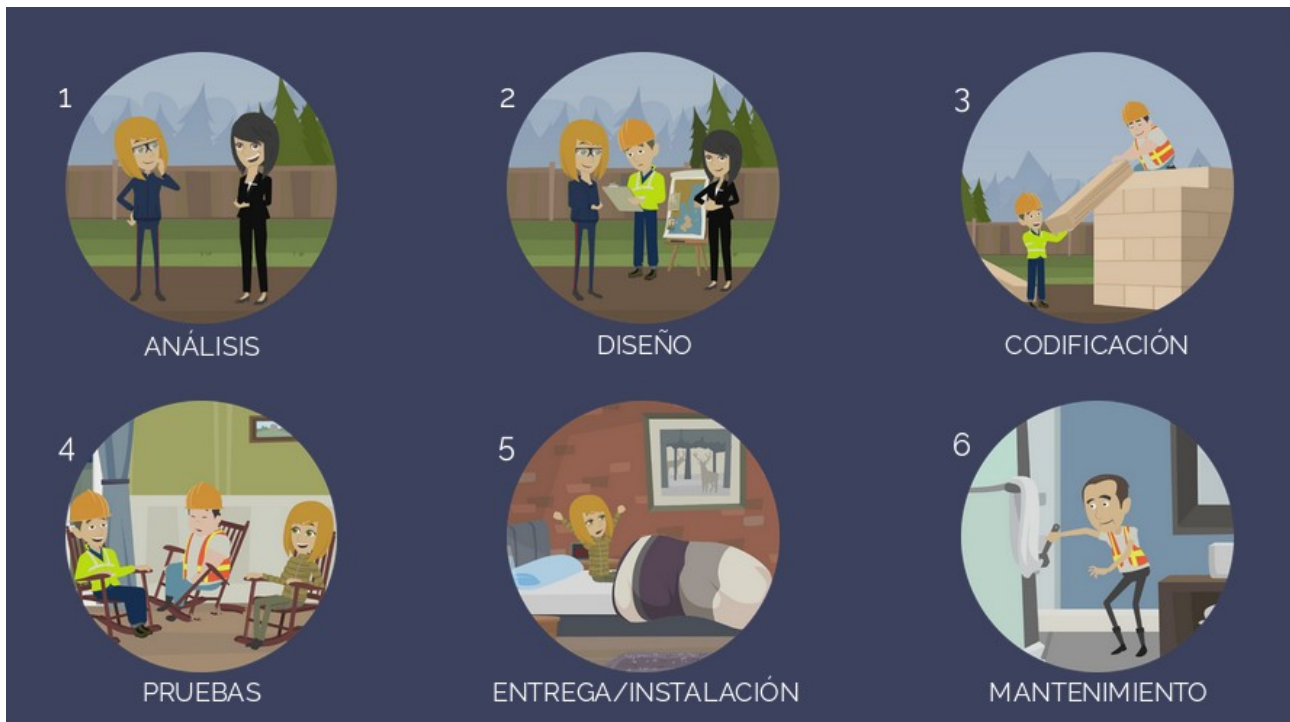 1
ANÁLISIS
2
DISEÑO
3
CODIFICACIÓN
4
PRUEBAS
5
ENTREGA/INSTALACIÓN
6
MANTENIMIENTO